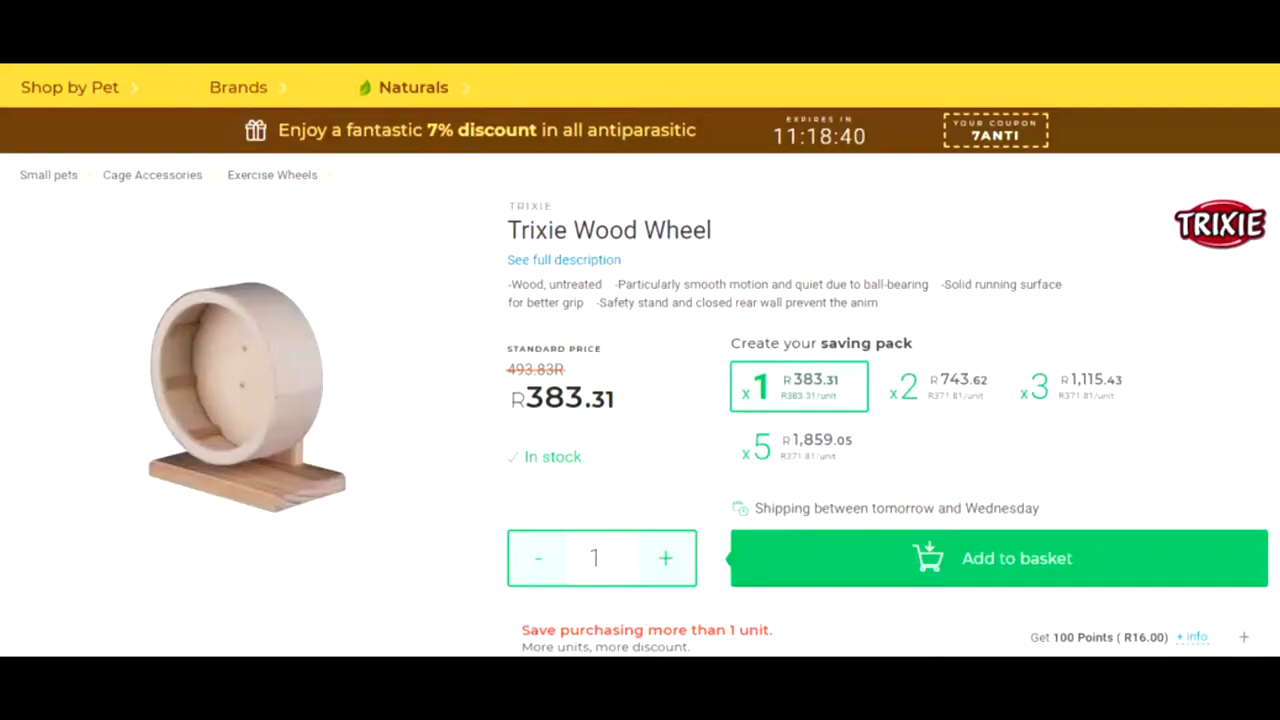 Shop by Pet
Brands
Naturals
Enjoy a fantastic 7% discount in all antiparasitic
EXPIRES IN
11:18:40
YOUR COUPON
7ANTI
Small pets
Cage Accessories
Exercise Wheels
TRIXIE
Trixie Wood Wheel
TRIXIE
See full description
-Wood, untreated -Particularly smooth motion and quiet due to ball-bearing -Solid running surface
for better grip -Safety stand and closed rear wall prevent the anim
STANDARD PRICE
493.83R
R383.31
In stock
Create your saving pack
x1 R383.31
R383.31/unit
x2 R743.62
R371.81/unit
x3 R1,115.43
R371.81/unit
x5 R1,859.05
R371.81/unit
Shipping between tomorrow and Wednesday
- 1 +
Add to basket
Save purchasing more than 1 unit.
More units, more discount.
Get 100 Points ( R16.00) + info +